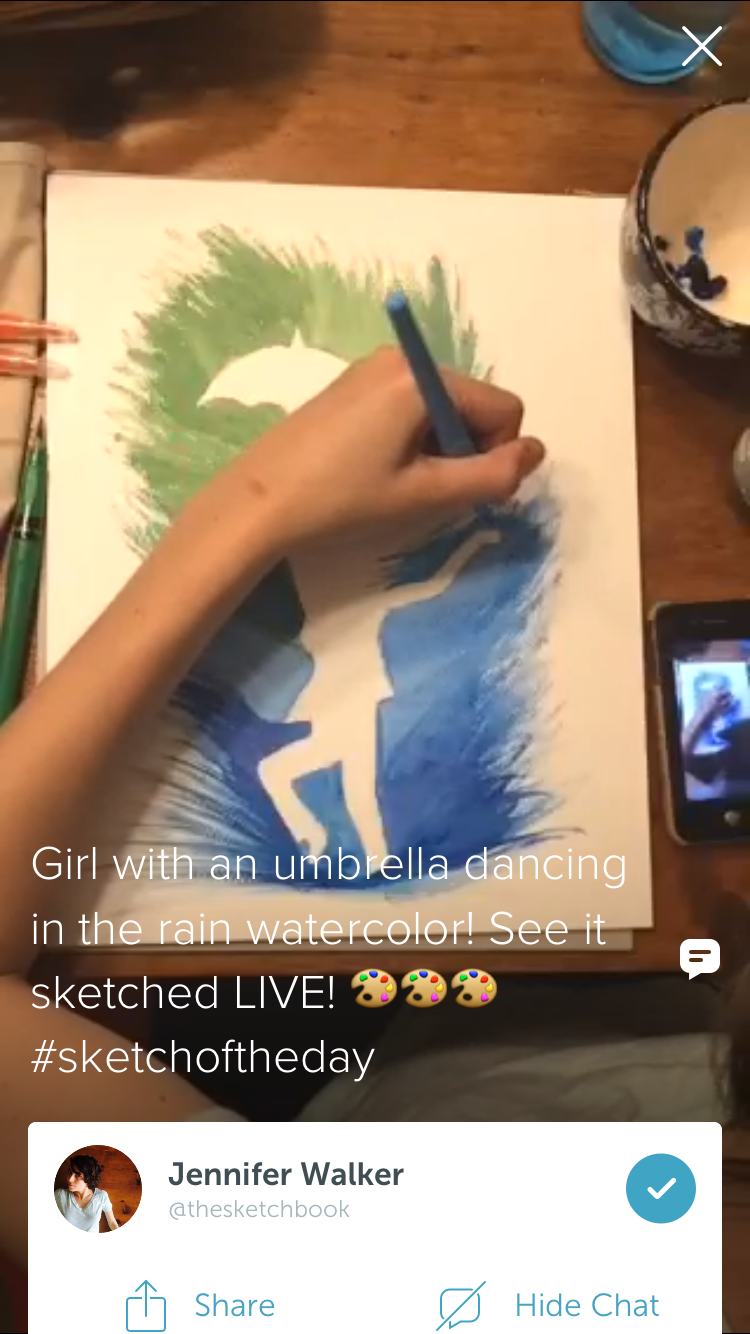 Girl with an umbrella dancing
in the rain watercolor! See it
sketched LIVE! 🎨🎨🎨
#sketchoftheday
Jennifer Walker
@thesketchbook
Share
Hide Chat